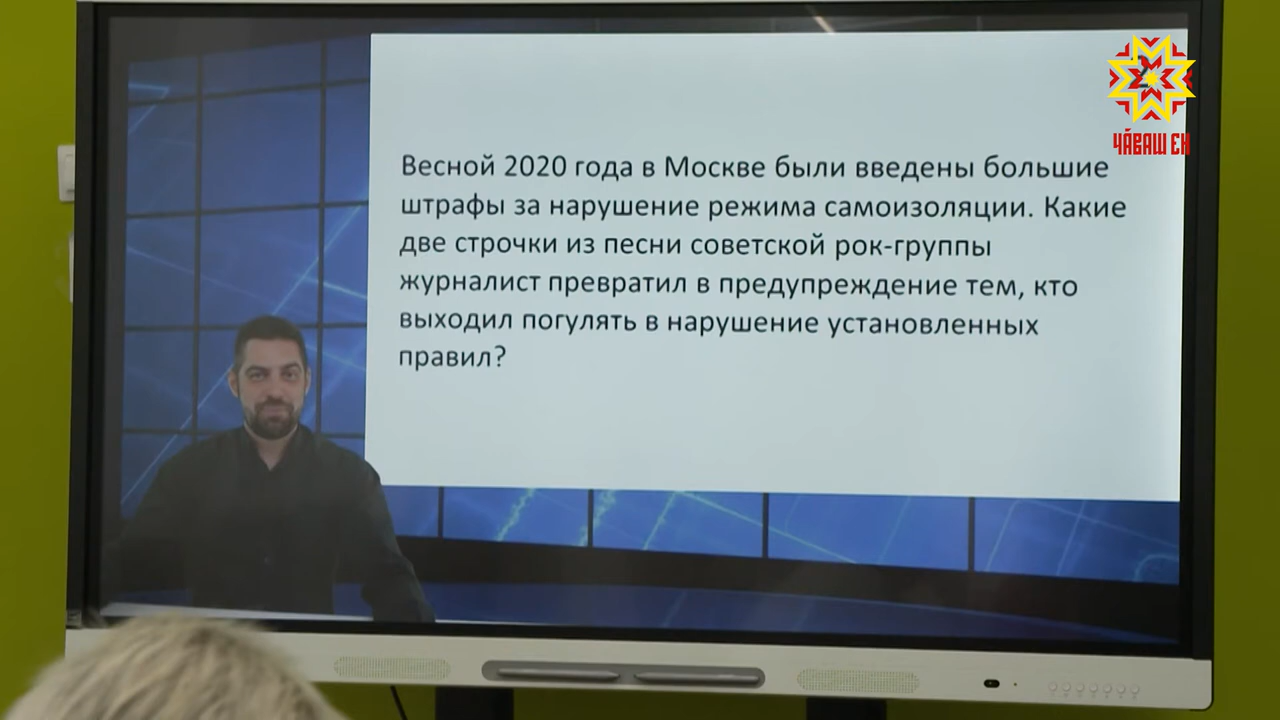 Весной 2020 года в Москве были введены большие
штрафы за нарушение режима самоизоляции. Какие
две строчки из песни советской рок-группы
журналист превратил в предупреждение тем, кто
выходил погулять в нарушение установленных
правил?
ЧĂВАШ ЕН